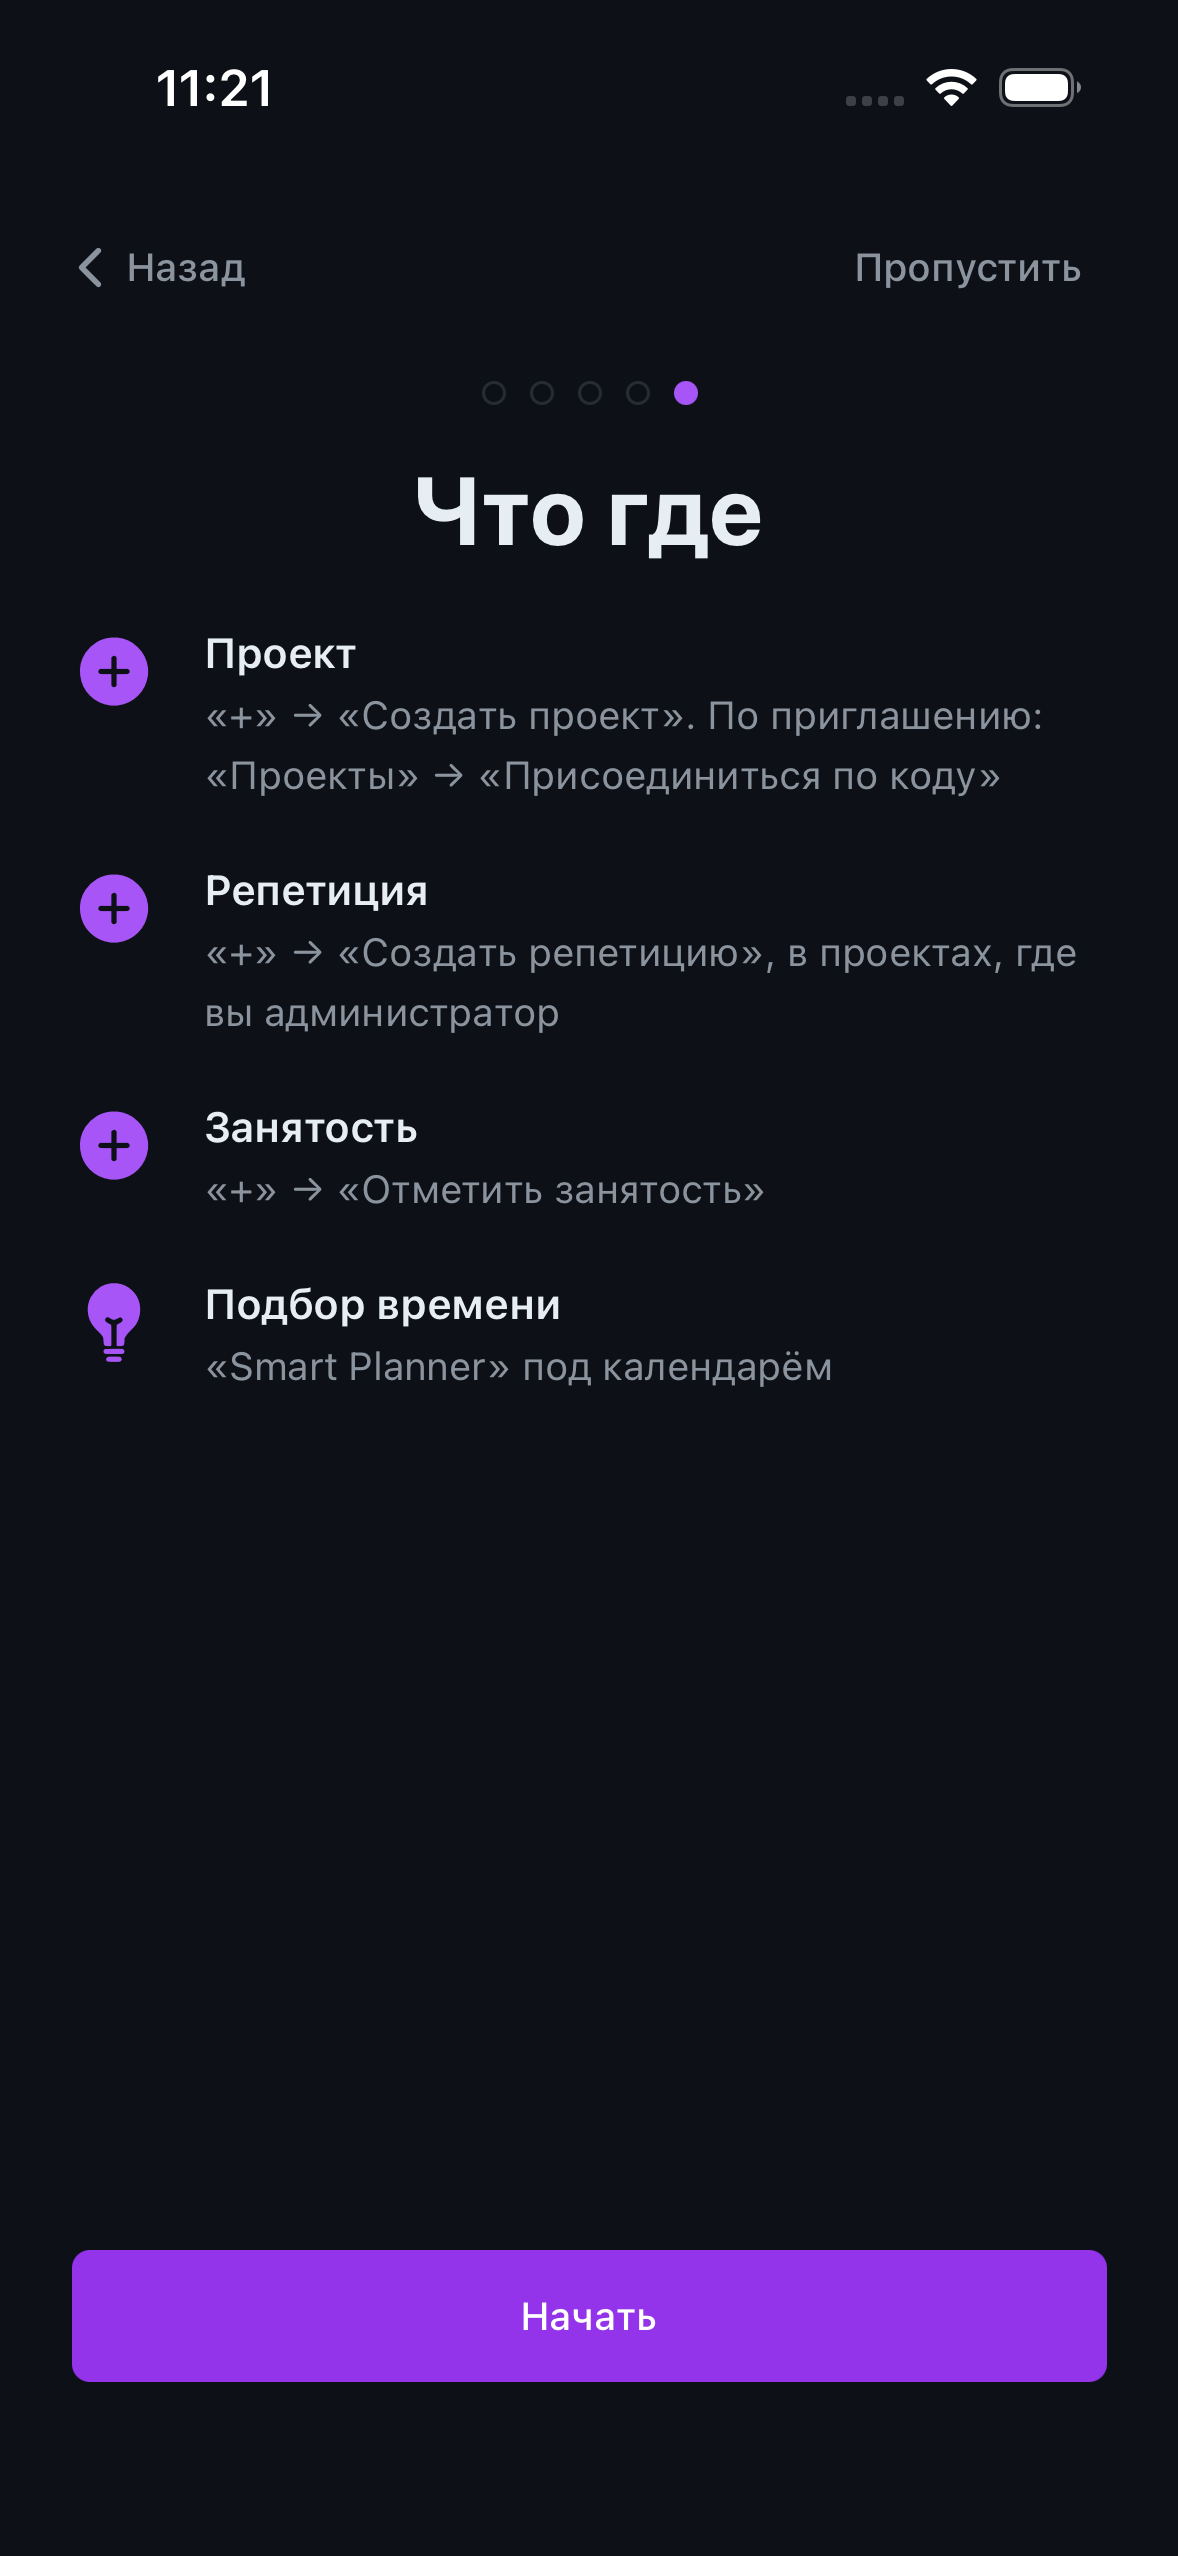 11:21
Назад
Пропустить
Что где
Проект
«+» → «Создать проект». По приглашению:
«Проекты» → «Присоединиться по коду»
Репетиция
«+» → «Создать репетицию», в проектах, где
вы администратор
Занятость
«+» → «Отметить занятость»
Подбор времени
«Smart Planner» под календарём
Начать